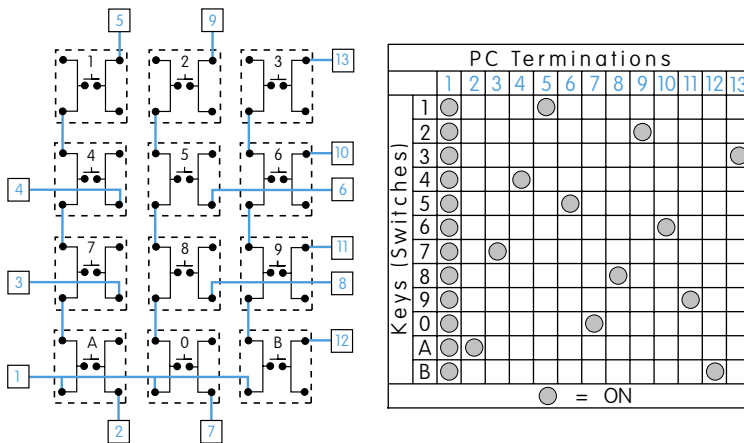 5 9
1 2 3 13
4 5 6 10
4 6
7 8 9 11
3 8
A 0 B 12
1
2 7
PC Terminations
1 2 3 4 5 6 7 8 9 10 11 12 13
Keys (Switches)
1
2
3
4
5
6
7
8
9
0
A
B
= ON